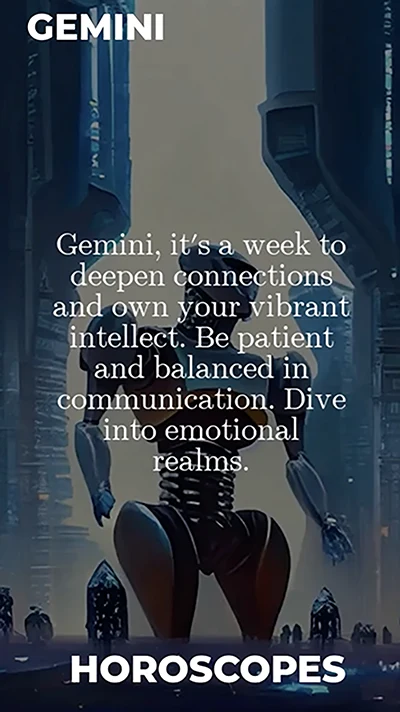 GEMINI
Gemini, it's a week to
deepen connections
and own your vibrant
intellect. Be patient
and balanced in
communication. Dive
into emotional
realms.
HOROSCOPES